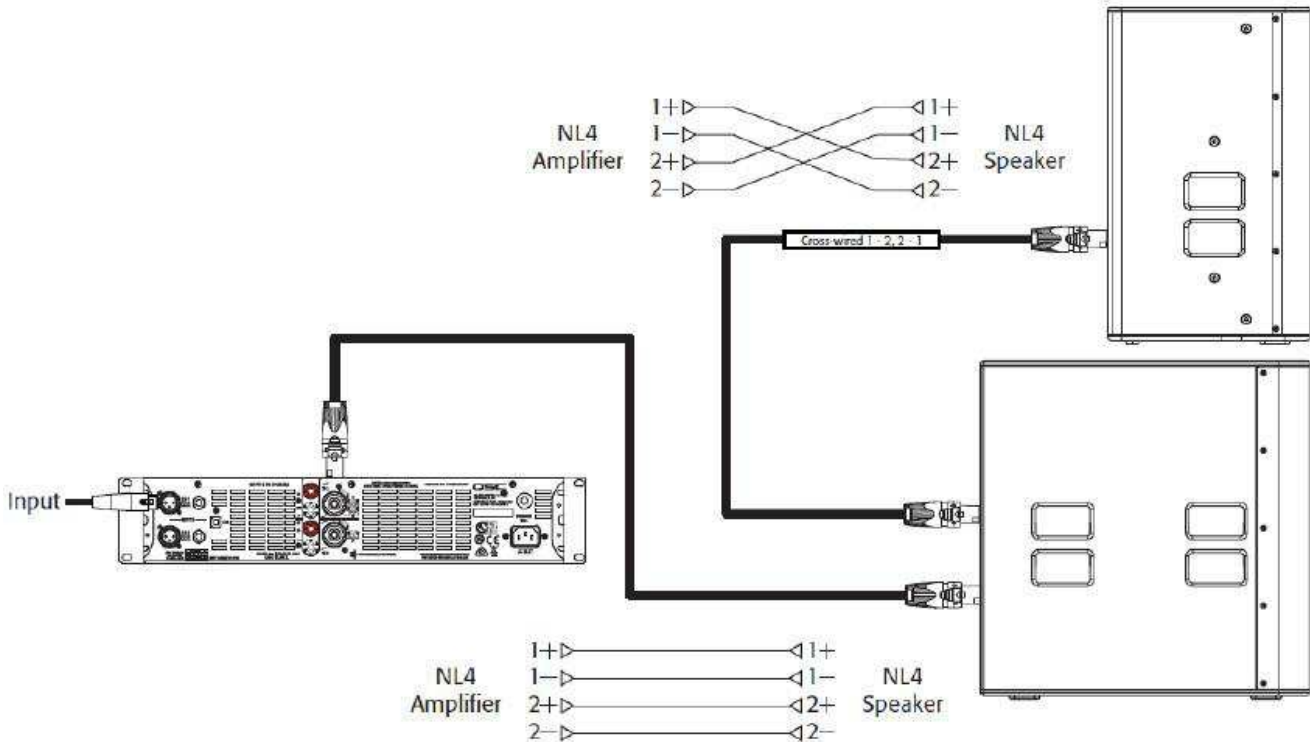 1+ 1+
1− 1−
NL4 Amplifier 2+ 2+ NL4 Speaker
2− 2−
Cross-wired 1 - 2, 2 - 1
Input
1+ 1+
1− 1−
NL4 Amplifier 2+ 2+ NL4 Speaker
2− 2−